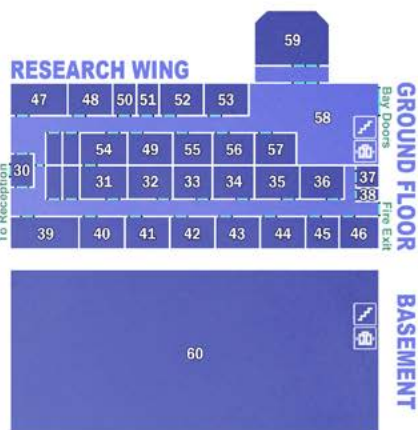 59
RESEARCH WING
47 48 50 51 52 53
58
Bay Doors
GROUND FLOOR
54 49 55 56 57
30
31 32 33 34 35 36
37
38
To Reception
39 40 41 42 43 44 45 46
Fire Exit
60
BASEMENT